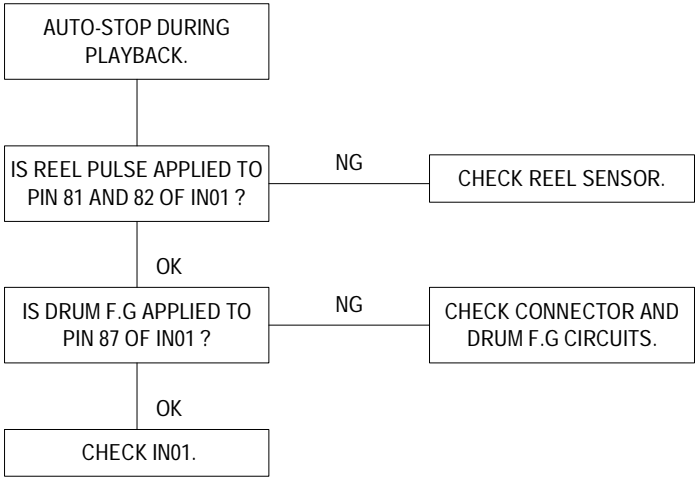 AUTO-STOP DURING
PLAYBACK.
IS REEL PULSE APPLIED TO
PIN 81 AND 82 OF IN01 ?
NG
CHECK REEL SENSOR.
OK
IS DRUM F.G APPLIED TO
PIN 87 OF IN01 ?
NG
CHECK CONNECTOR AND
DRUM F.G CIRCUITS.
OK
CHECK IN01.